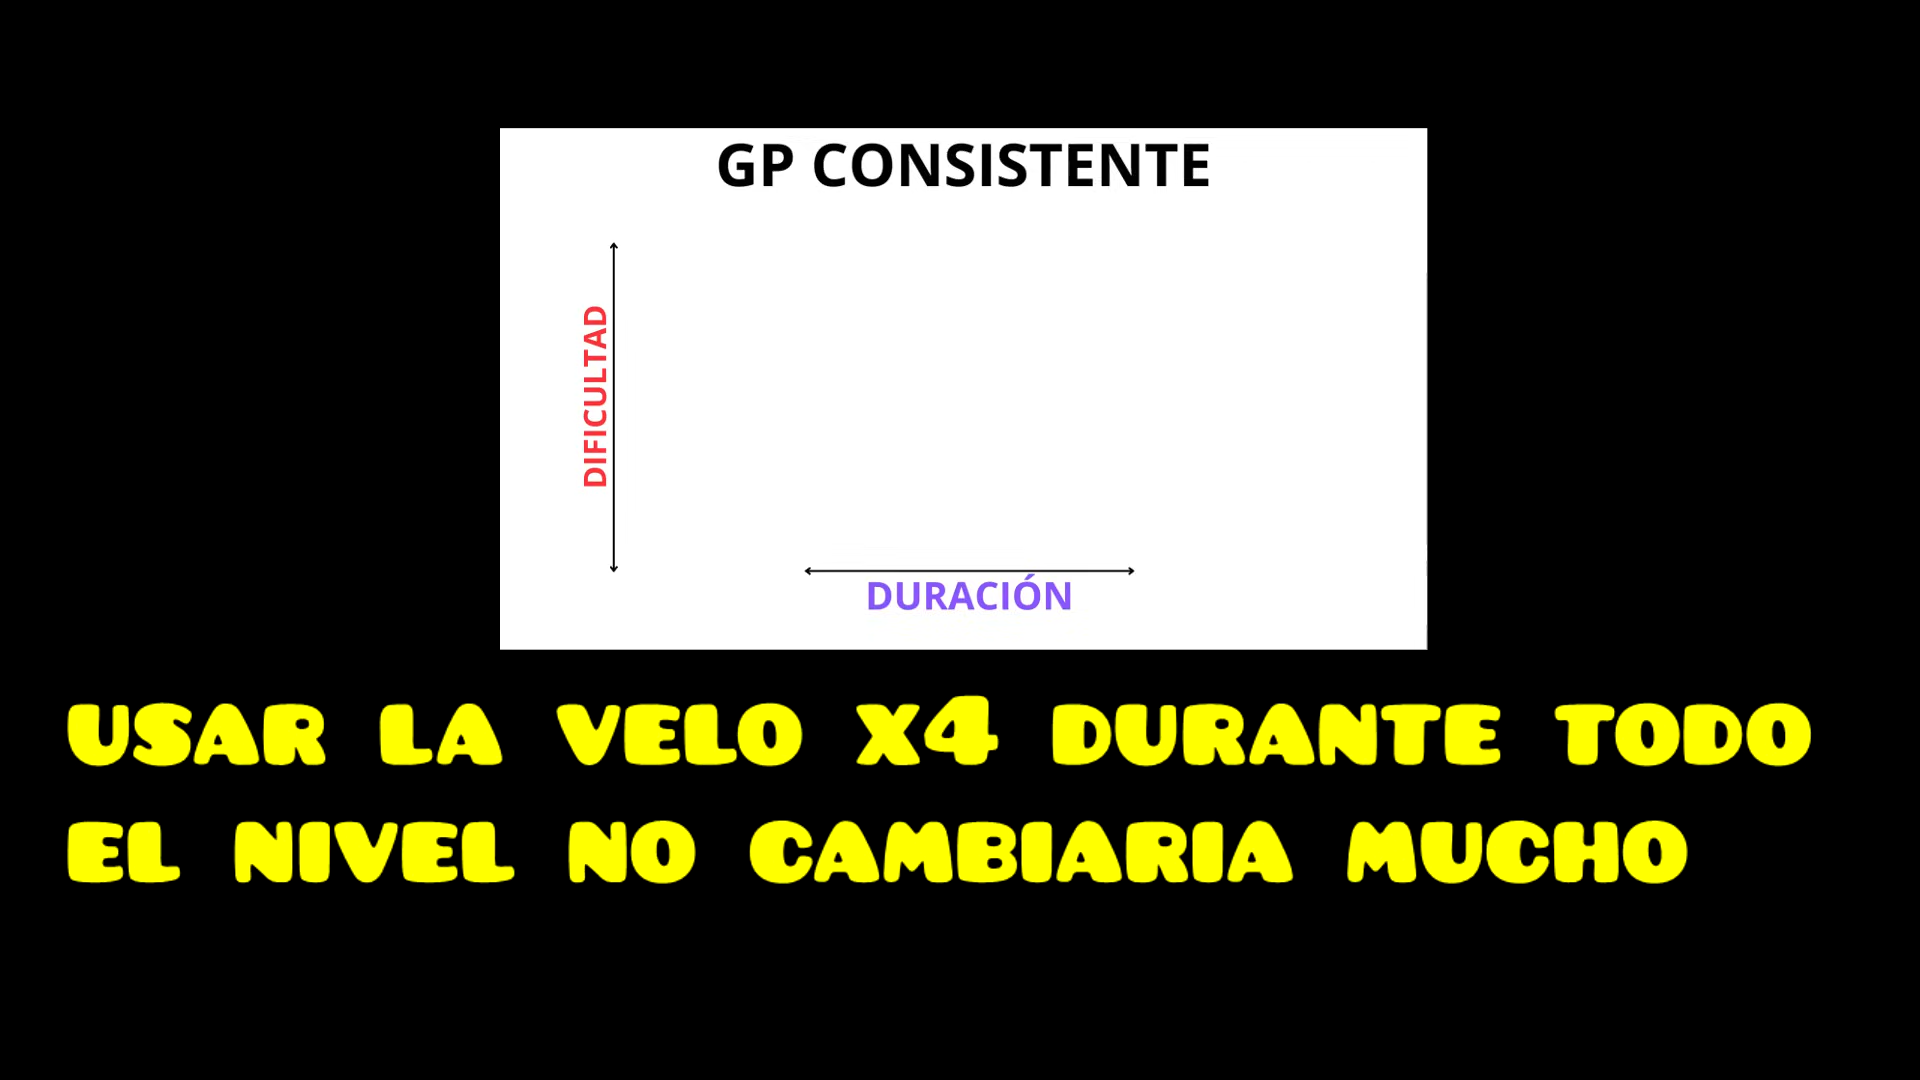 GP CONSISTENTE
DIFICULTAD
DURACIÓN
USAR LA VELO X4 DURANTE TODO
EL NIVEL NO CAMBIARIA MUCHO